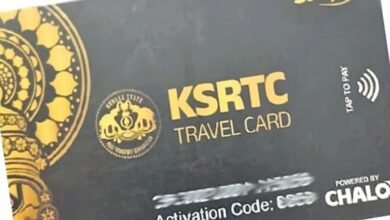 KSRTC
TRAVEL CARD
TAP TO PAY
Activation Code:
POWERED BY
CHALO